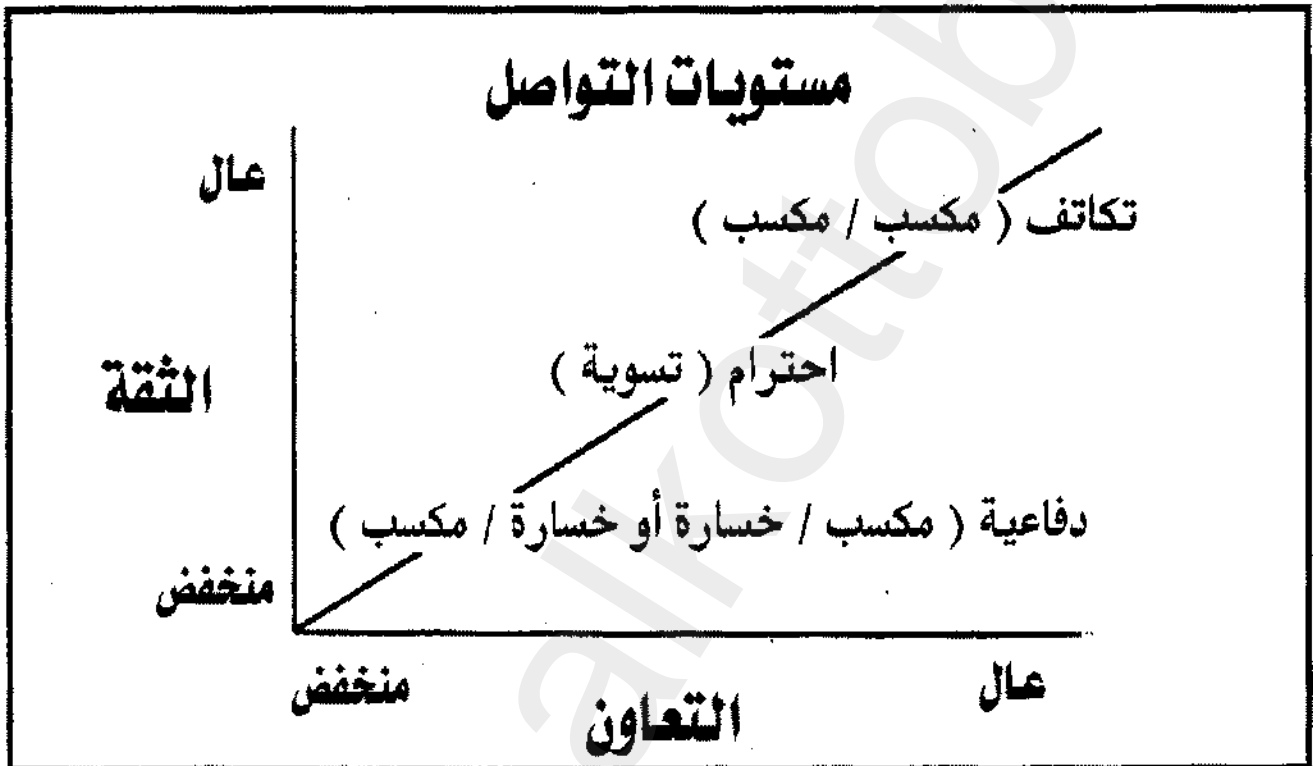 مستويات التواصل
عال
تكاتف ( مكسب / مكسب )
احترام ( تسوية )
الثقة
دفاعية ( مكسب / خسارة أو خسارة / مكسب )
منخفض
منخفض
عال
التعاون
alkottob